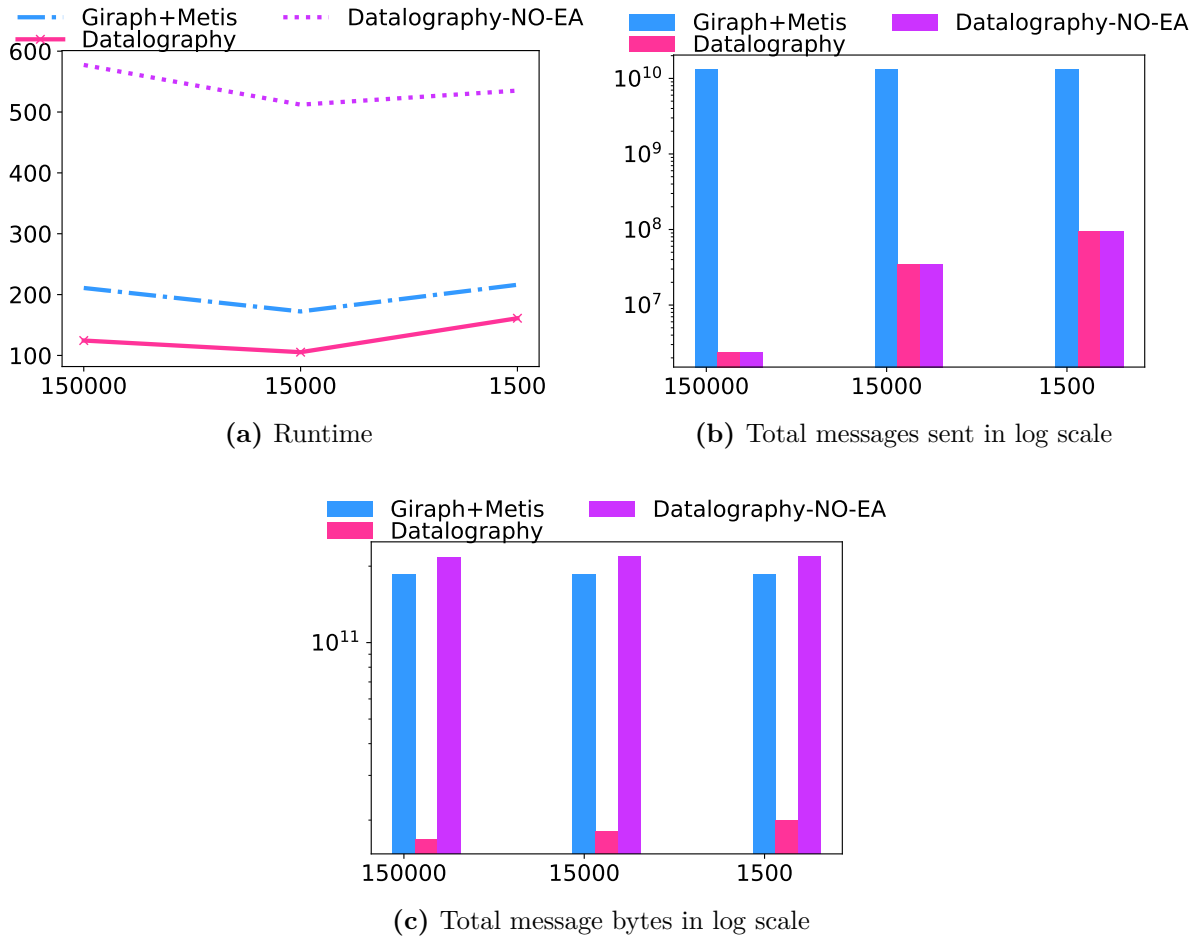 Giraph+Metis
Datalography-NO-EA
Datalography
600
500
400
300
200
100
150000
15000
1500
(a) Runtime
Giraph+Metis
Datalography-NO-EA
Datalography
10^10
10^9
10^8
10^7
150000
15000
1500
(b) Total messages sent in log scale
Giraph+Metis
Datalography-NO-EA
Datalography
10^11
150000
15000
1500
(c) Total message bytes in log scale